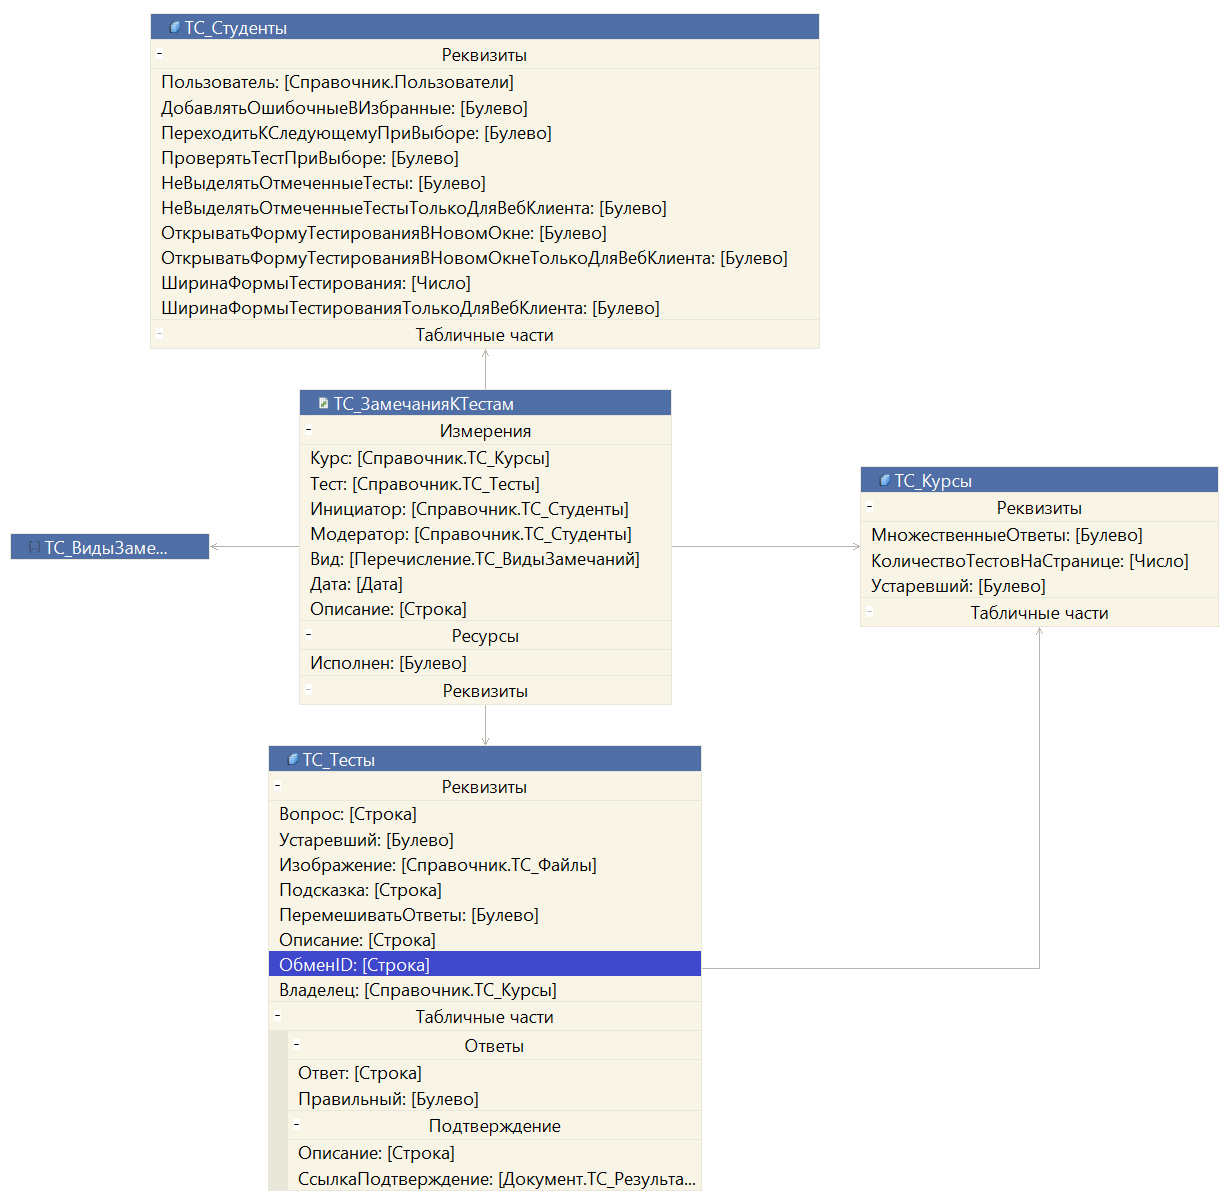 ТС_Студенты
Реквизиты
Пользователь: [Справочник.Пользователи]
ДобавлятьОшибочныеВИзбранные: [Булево]
ПереходитьКСледующемуПриВыборе: [Булево]
ПроверятьТестПриВыборе: [Булево]
НеВыделятьОтмеченныеТесты: [Булево]
НеВыделятьОтмеченныеТестыТолькоДляВебКлиента: [Булево]
ОткрыватьФормуТестированияВНовомОкне: [Булево]
ОткрыватьФормуТестированияВНовомОкнеТолькоДляВебКлиента: [Булево]
ШиринаФормыТестирования: [Число]
ШиринаФормыТестированияТолькоДляВебКлиента: [Булево]
Табличные части
ТС_ЗамечанияКТестам
Измерения
Курс: [Справочник.ТС_Курсы]
Тест: [Справочник.ТС_Тесты]
Инициатор: [Справочник.ТС_Студенты]
Модератор: [Справочник.ТС_Студенты]
Вид: [Перечисление.ТС_ВидыЗамечаний]
Дата: [Дата]
Описание: [Строка]
Ресурсы
Исполнен: [Булево]
Реквизиты
ТС_ВидыЗаме...
ТС_Курсы
Реквизиты
МножественныеОтветы: [Булево]
КоличествоТестовНаСтранице: [Число]
Устаревший: [Булево]
Табличные части
ТС_Тесты
Реквизиты
Вопрос: [Строка]
Устаревший: [Булево]
Изображение: [Справочник.ТС_Файлы]
Подсказка: [Строка]
ПеремешиватьОтветы: [Булево]
Описание: [Строка]
ОбменID: [Строка]
Владелец: [Справочник.ТС_Курсы]
Табличные части
Ответы
Ответ: [Строка]
Правильный: [Булево]
Подтверждение
Описание: [Строка]
СсылкаПодтверждение: [Документ.ТС_Результа...